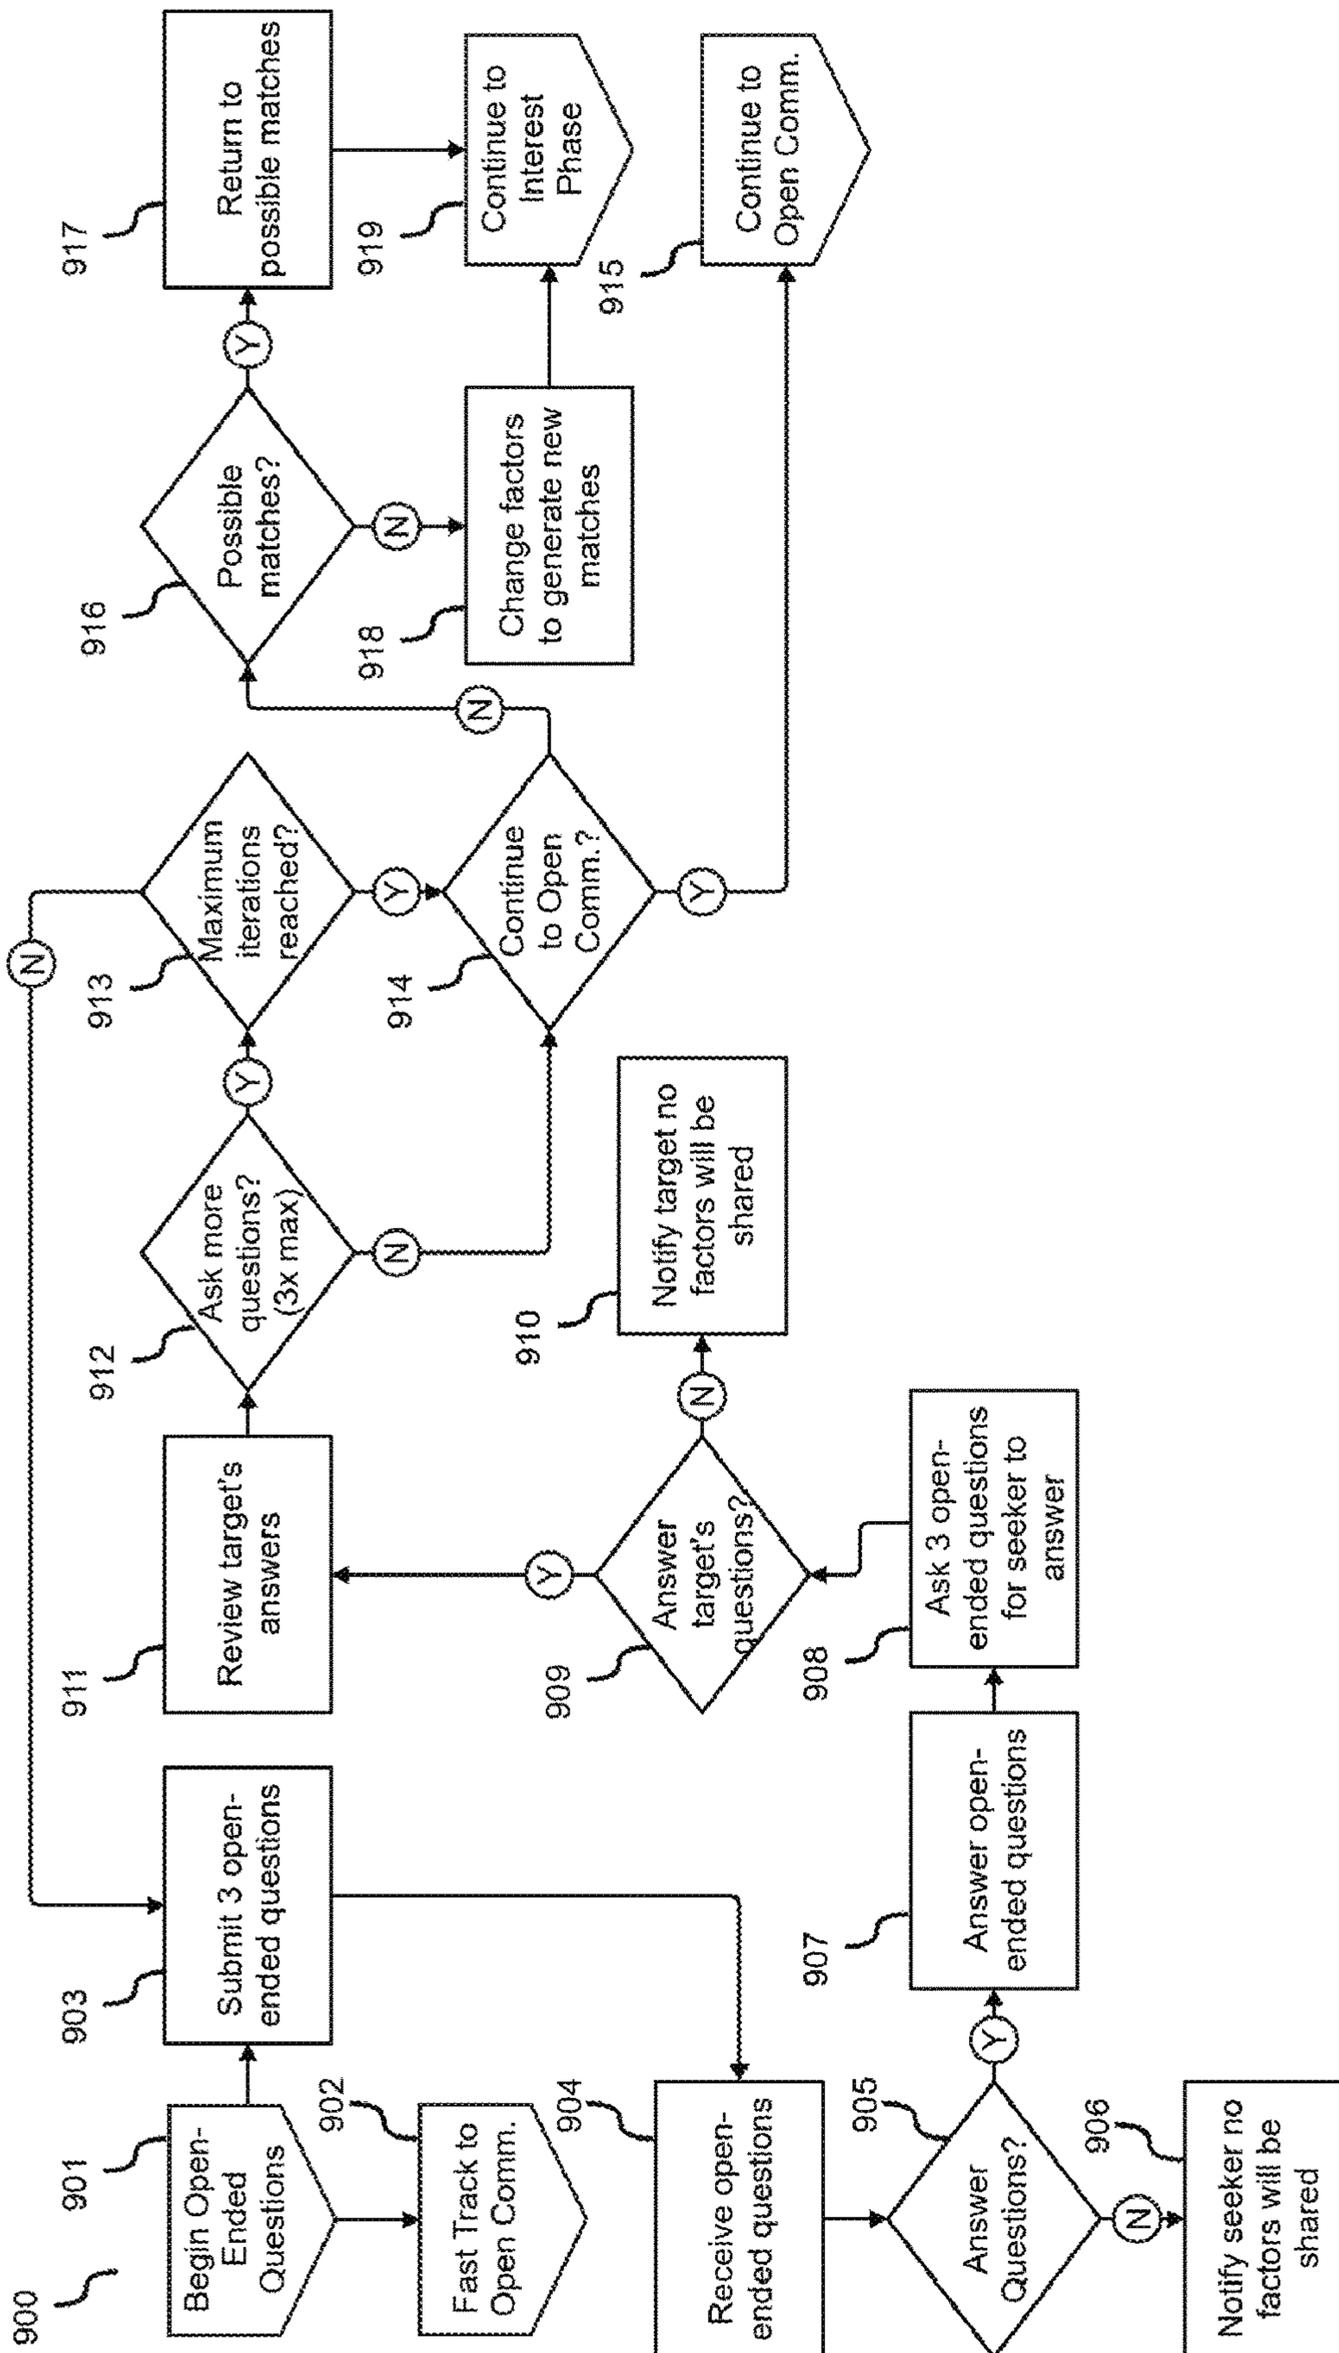 900
901
Begin Open-
Ended
Questions
902
Fast Track to
Open Comm.
903
Submit 3 open-
ended questions
904
Receive open-
ended questions
905
Answer
Questions?
N
906
Notify seeker no
factors will be
shared
Y
907
Answer open-
ended questions
908
Ask 3 open-
ended questions
for seeker to
answer
909
Answer
target's
questions?
N
910
Notify target no
factors will be
shared
Y
911
Review target's
answers
912
Ask more
questions?
(3x max)
N
Y
913
Maximum
iterations
reached?
N
Y
914
Continue
to Open
Comm.?
Y
N
915
Continue to
Open Comm.
916
Possible
matches?
Y
917
Return to
possible matches
N
918
Change factors
to generate new
matches
919
Continue to
Interest
Phase